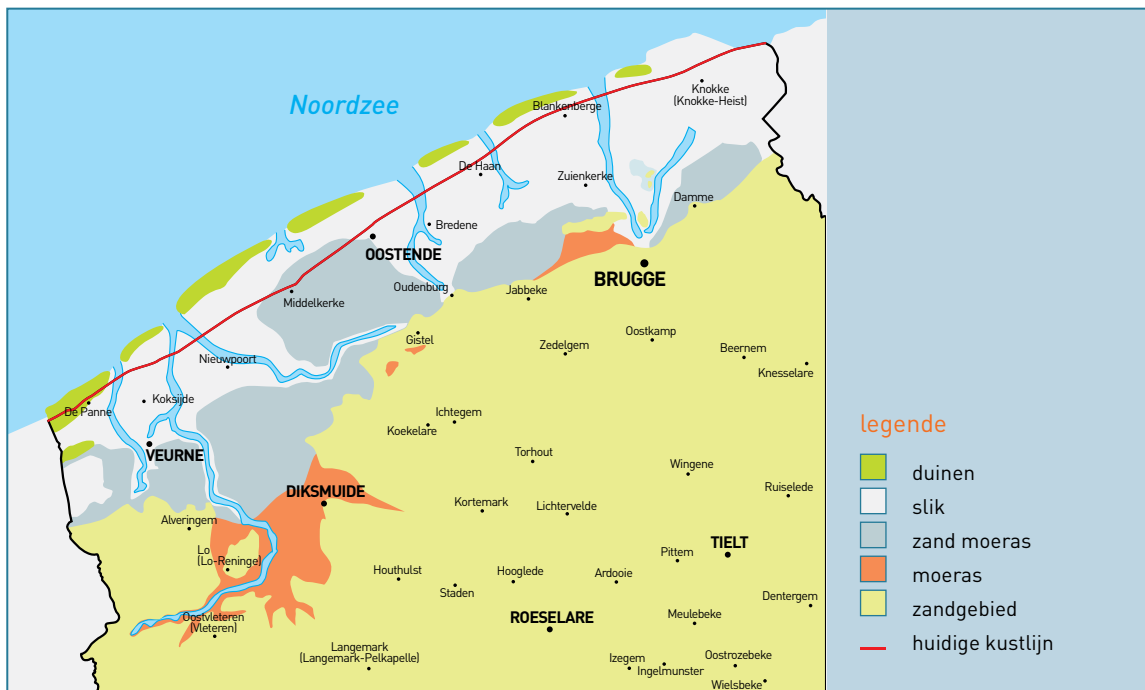 Noordzee
Knokke
(Knokke-Heist)
Blankenberge
De Haan
Zuienkerke
Damme
Bredene
OOSTENDE
BRUGGE
Oudenburg
Jabbeke
Middelkerke
Gistel
Oostkamp
Zedelgem
Beernem
Knesselare
Nieuwpoort
De Panne
Koksijde
Ichtegem
Koekelare
VEURNE
Torhout
Wingene
Ruiselede
DIKSMUIDE
Kortemark
Lichtervelde
Alveringem
Lo
(Lo-Reninge)
TIELT
Pittem
Houthulst
Hooglede
Ardooie
Staden
Dentergem
Oostvleteren
(Vleteren)
ROESELARE
Meulebeke
Langemark
(Langemark-Pelkapelle)
Izegem
Ingelmunster
Oostrozebeke
Wielsbeke
legende
duinen
slik
zand moeras
moeras
zandgebied
huidige kustlijn